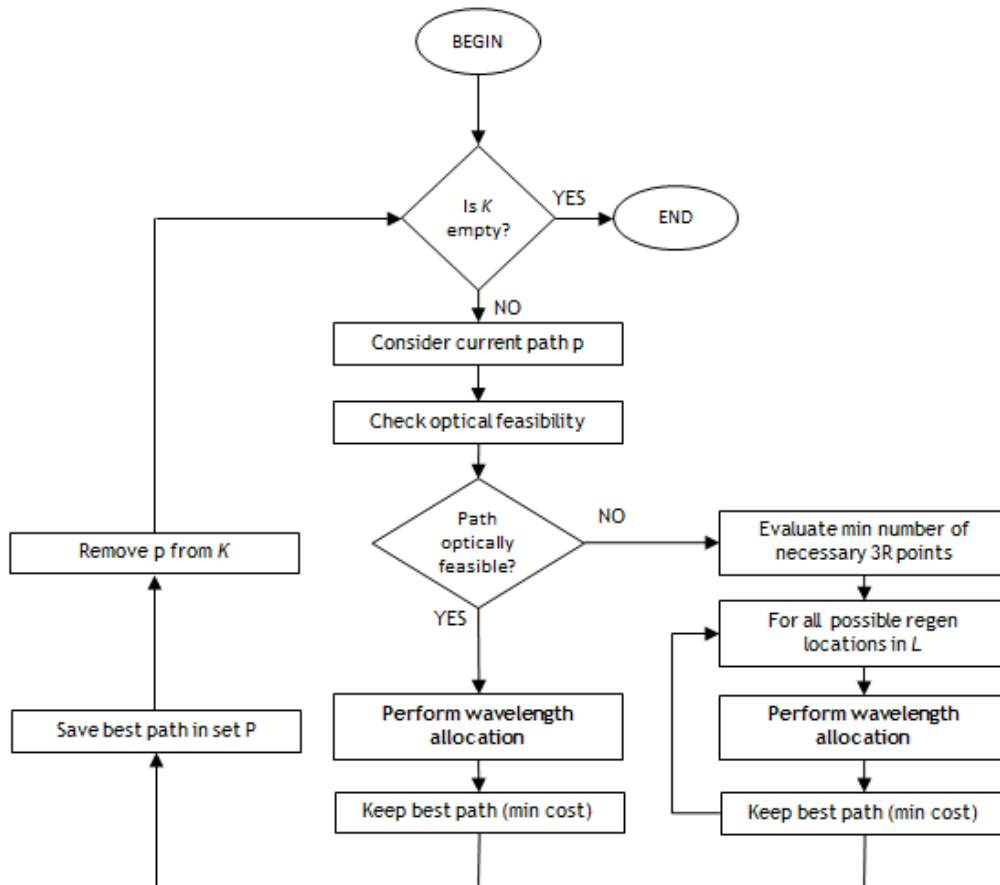 BEGIN
Is K
empty?
YES
END
NO
Consider current path p
Check optical feasibility
Path
optically
feasible?
NO
YES
Evaluate min number of
necessary 3R points
For all possible regen
locations in L
Perform wavelength
allocation
Keep best path (min cost)
Perform wavelength
allocation
Keep best path (min cost)
Save best path in set P
Remove p from K